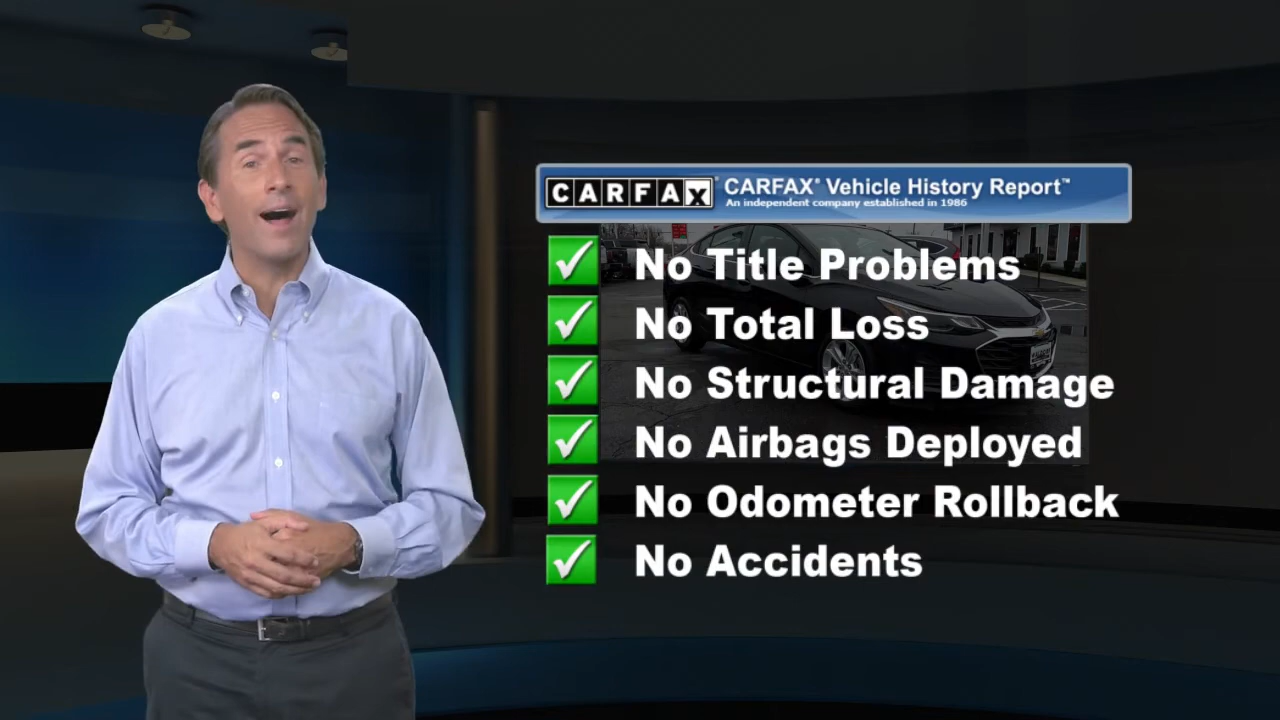 CARFAX® CARFAX® Vehicle History Report™
An independent company established in 1986
No Title Problems
No Total Loss
No Structural Damage
No Airbags Deployed
No Odometer Rollback
No Accidents